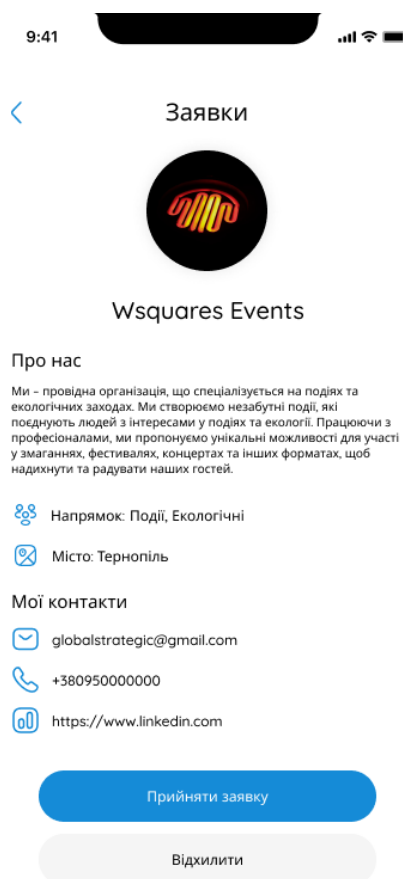 9:41
Заявки
Wsquares Events
Про нас
Ми – провідна організація, що спеціалізується на подіях та
екологічних заходах. Ми створюємо незабутні події, які
поєднують людей з інтересами у подіях та екології. Працюючи з
професіоналами, ми пропонуємо унікальні можливості для участі
у змаганнях, фестивалях, концертах та інших форматах, щоб
надихнути та радувати наших гостей.
Напрямок: Події, Екологічні
Місто: Тернопіль
Мої контакти
globalstrategic@gmail.com
+380950000000
https://www.linkedin.com
Прийняти заявку
Відхилити